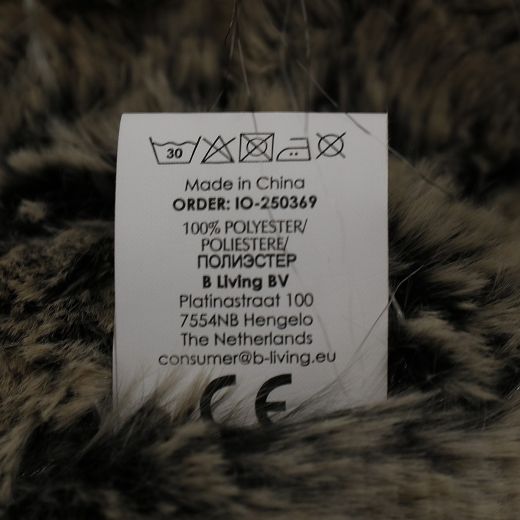 30
Made in China
ORDER: IO-250369
100% POLYESTER/
POLIESTERE/
ПОЛИЭСТЕР
B Living BV
Platinastraat 100
7554NB Hengelo
The Netherlands
consumer@b-living.eu
CE